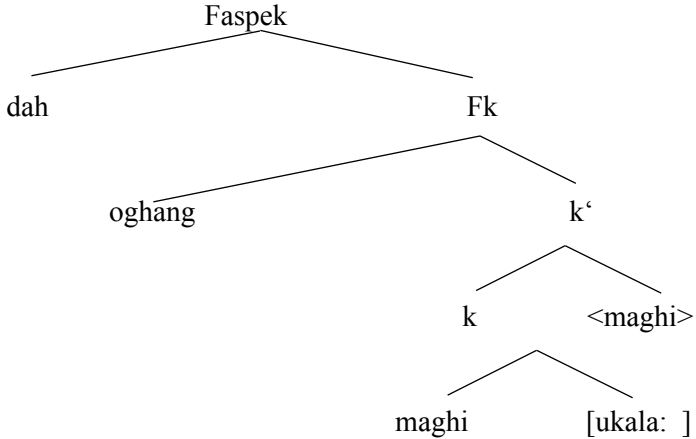 Faspek
dah Fk
oghang k‘
k <maghi>
maghi [ukala: ]